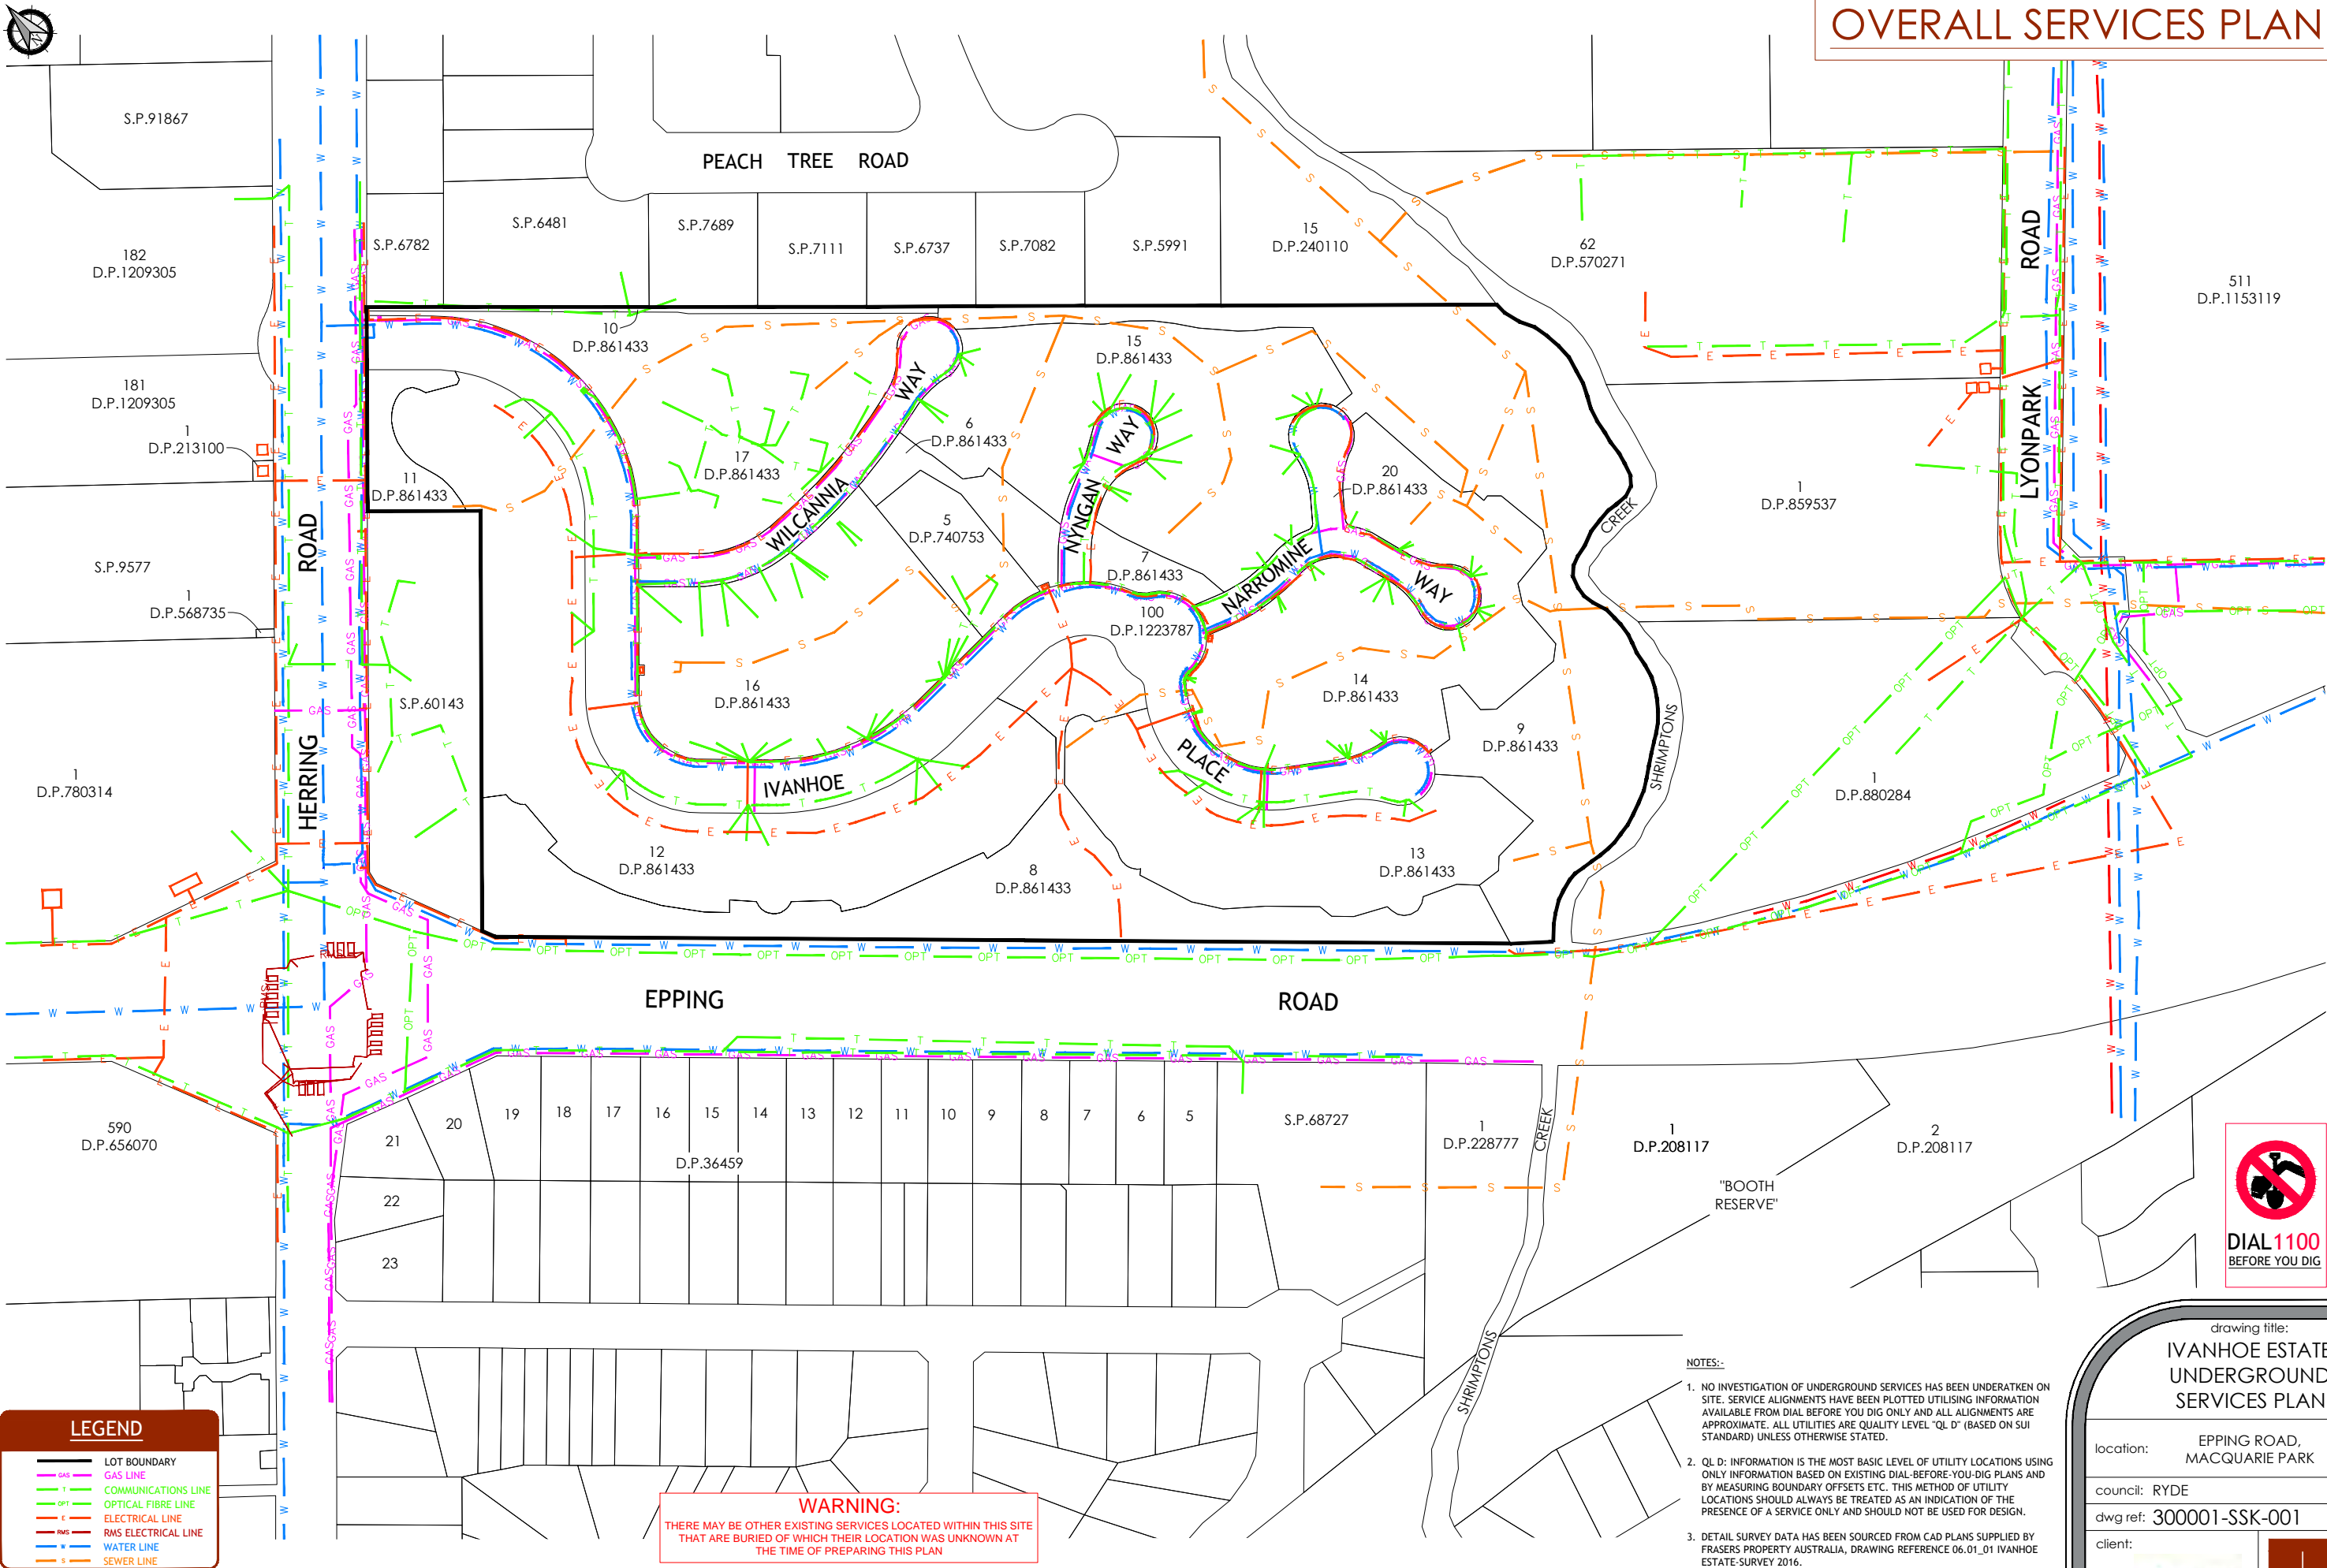 OVERALL SERVICES PLAN
S.P.91867
PEACH TREE ROAD
182
D.P.1209305
S.P.6782
S.P.6481
S.P.7689
S.P.7111
S.P.6737
S.P.7082
S.P.5991
15
D.P.240110
62
D.P.570271
ROAD
511
D.P.1153119
10
D.P.861433
15
D.P.861433
181
D.P.1209305
1
D.P.213100
WAY
6
D.P.861433
WAY
17
D.P.861433
20
D.P.861433
11
D.P.861433
LYONPARK
1
D.P.859537
WILCANNIA
NYNGAN
5
D.P.740753
CREEK
ROAD
S.P.9577
7
D.P.861433
NARROMINE
WAY
1
D.P.568735
100
D.P.1223787
16
D.P.861433
14
D.P.861433
S.P.60143
9
D.P.861433
SHRIMPTONS
HERRING
1
D.P.780314
IVANHOE
PLACE
1
D.P.880284
12
D.P.861433
8
D.P.861433
13
D.P.861433
EPPING ROAD
590
D.P.656070
21
20
19
18
17
16
15
14
13
12
11
10
9
8
7
6
5
S.P.68727
1
D.P.228777
CREEK
1
D.P.208117
2
D.P.208117
D.P.36459
22
23
"BOOTH
RESERVE"
SHRIMPTONS
DIAL1100
BEFORE YOU DIG
LEGEND
LOT BOUNDARY
GAS GAS LINE
T COMMUNICATIONS LINE
OPT OPTICAL FIBRE LINE
E ELECTRICAL LINE
RMS RMS ELECTRICAL LINE
W WATER LINE
S SEWER LINE
WARNING:
THERE MAY BE OTHER EXISTING SERVICES LOCATED WITHIN THIS SITE
THAT ARE BURIED OF WHICH THEIR LOCATION WAS UNKNOWN AT
THE TIME OF PREPARING THIS PLAN
NOTES:-
1. NO INVESTIGATION OF UNDERGROUND SERVICES HAS BEEN UNDERATKEN ON
SITE. SERVICE ALIGNMENTS HAVE BEEN PLOTTED UTILISING INFORMATION
AVAILABLE FROM DIAL BEFORE YOU DIG ONLY AND ALL ALIGNMENTS ARE
APPROXIMATE. ALL UTILITIES ARE QUALITY LEVEL "QL D" (BASED ON SUI
STANDARD) UNLESS OTHERWISE STATED.
2. QL D: INFORMATION IS THE MOST BASIC LEVEL OF UTILITY LOCATIONS USING
ONLY INFORMATION BASED ON EXISTING DIAL-BEFORE-YOU-DIG PLANS AND
BY MEASURING BOUNDARY OFFSETS ETC. THIS METHOD OF UTILITY
LOCATIONS SHOULD ALWAYS BE TREATED AS AN INDICATION OF THE
PRESENCE OF A SERVICE ONLY AND SHOULD NOT BE USED FOR DESIGN.
3. DETAIL SURVEY DATA HAS BEEN SOURCED FROM CAD PLANS SUPPLIED BY
FRASERS PROPERTY AUSTRALIA, DRAWING REFERENCE 06.01_01 IVANHOE
ESTATE-SURVEY 2016.
drawing title:
IVANHOE ESTATE
UNDERGROUND
SERVICES PLAN
location: EPPING ROAD,
MACQUARIE PARK
council: RYDE
dwg ref: 300001-SSK-001
client: